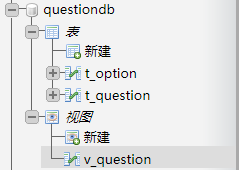 questiondb
表
新建
t_option
t_question
视图
新建
v_question